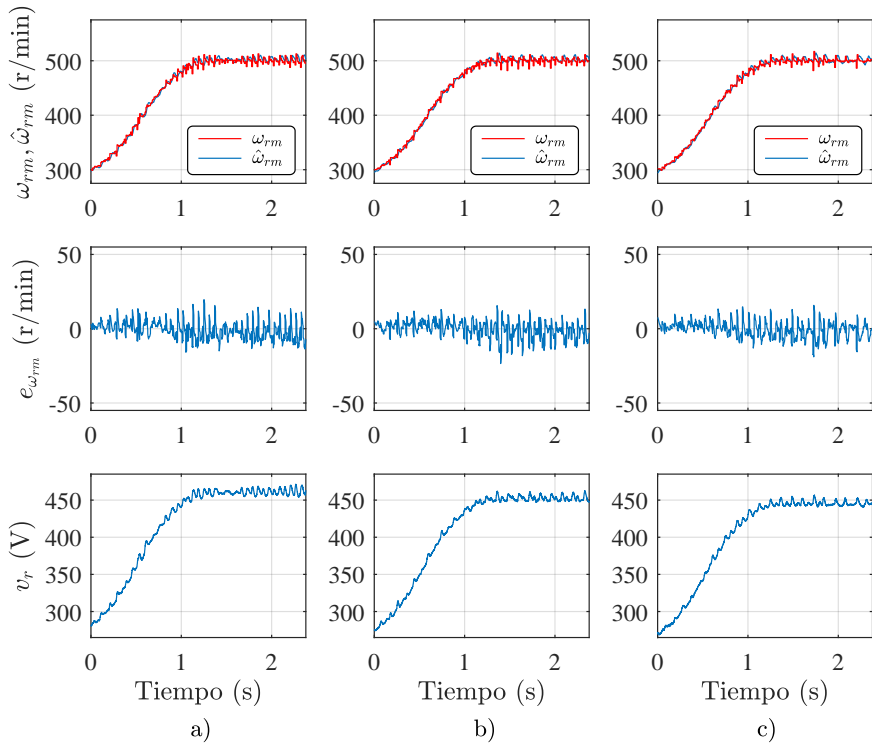 ω_rm, ω̂_rm (r/min)
500
400
300
ω_rm
ω̂_rm
0 1 2
500
400
300
ω_rm
ω̂_rm
0 1 2
500
400
300
ω_rm
ω̂_rm
0 1 2
e_ω_rm (r/min)
50
0
-50
0 1 2
50
0
-50
0 1 2
50
0
-50
0 1 2
v_r (V)
450
400
350
300
0 1 2
Tiempo (s)
a)
450
400
350
300
0 1 2
Tiempo (s)
b)
450
400
350
300
0 1 2
Tiempo (s)
c)